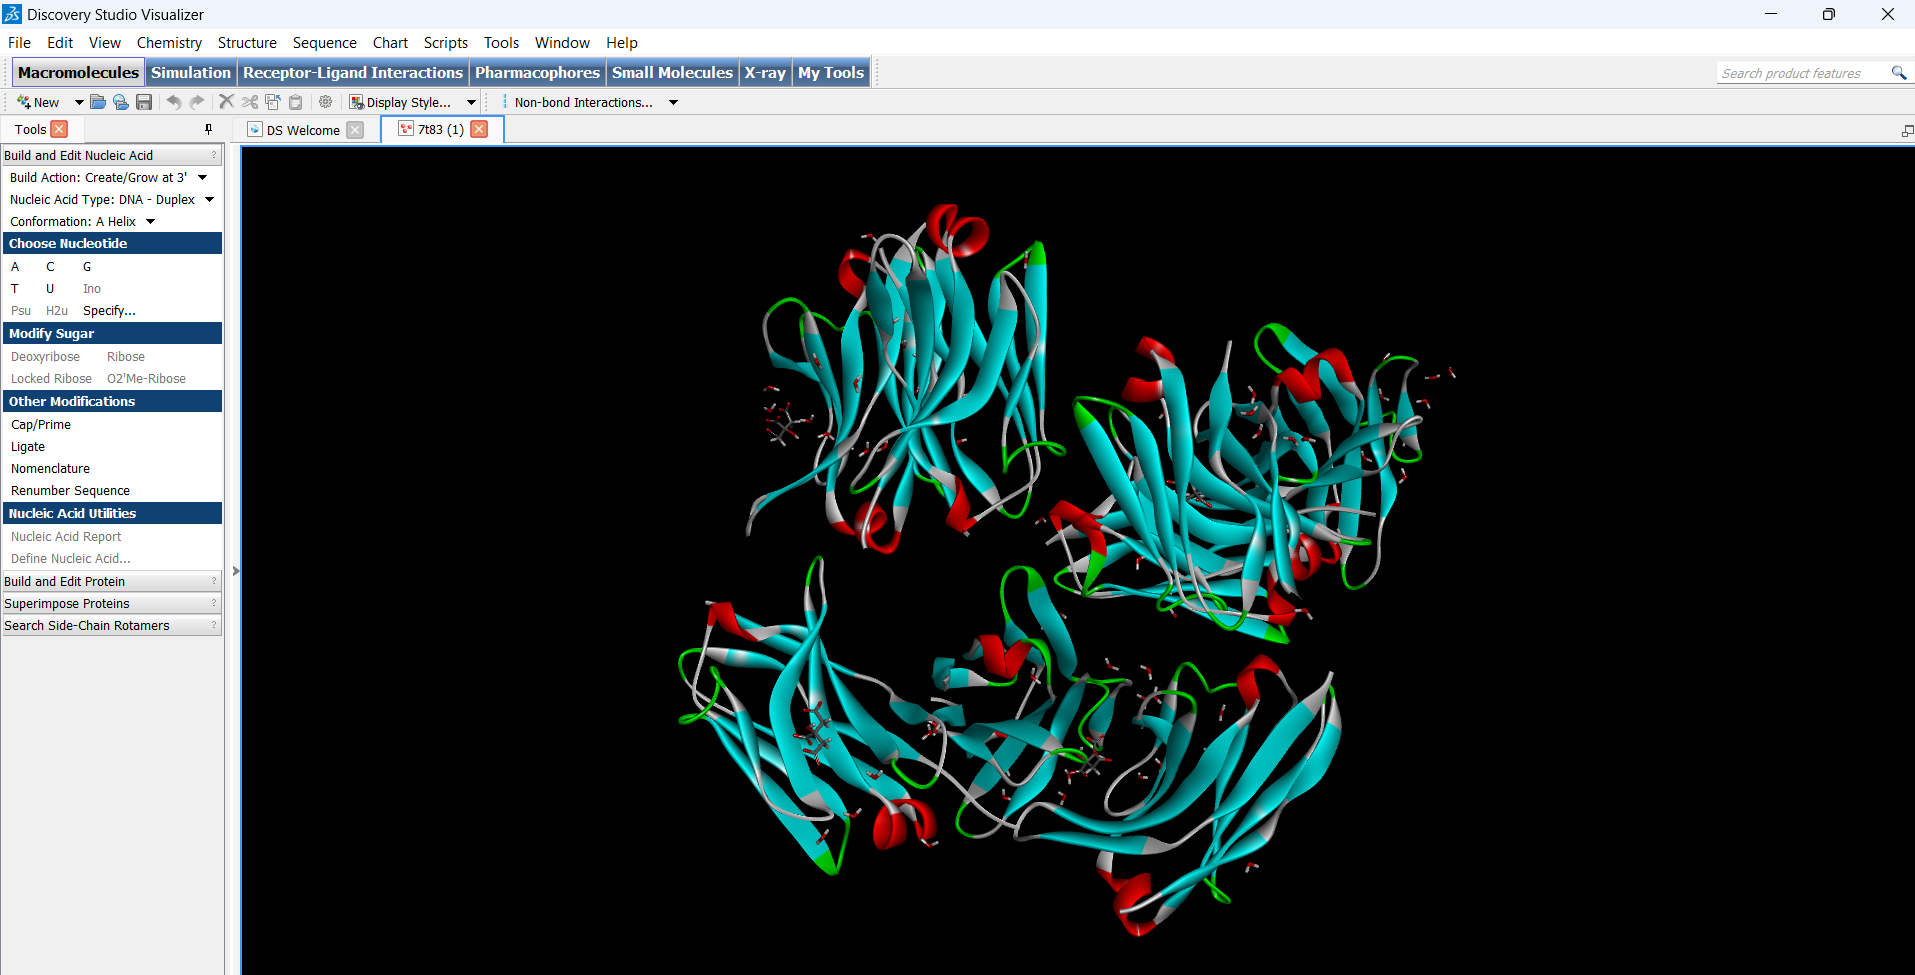 Discovery Studio Visualizer
File Edit View Chemistry Structure Sequence Chart Scripts Tools Window Help
Macromolecules Simulation Receptor-Ligand Interactions Pharmacophores Small Molecules X-ray My Tools
Search product features
New Display Style... Non-bond Interactions...
Tools DS Welcome 7t83 (1)
Build and Edit Nucleic Acid ?
Build Action: Create/Grow at 3'
Nucleic Acid Type: DNA - Duplex
Conformation: A Helix
Choose Nucleotide
A C G
T U Ino
Psu H2u Specify...
Modify Sugar
Deoxyribose Ribose
Locked Ribose O2'Me-Ribose
Other Modifications
Cap/Prime
Ligate
Nomenclature
Renumber Sequence
Nucleic Acid Utilities
Nucleic Acid Report
Define Nucleic Acid...
Build and Edit Protein ?
Superimpose Proteins ?
Search Side-Chain Rotamers ?